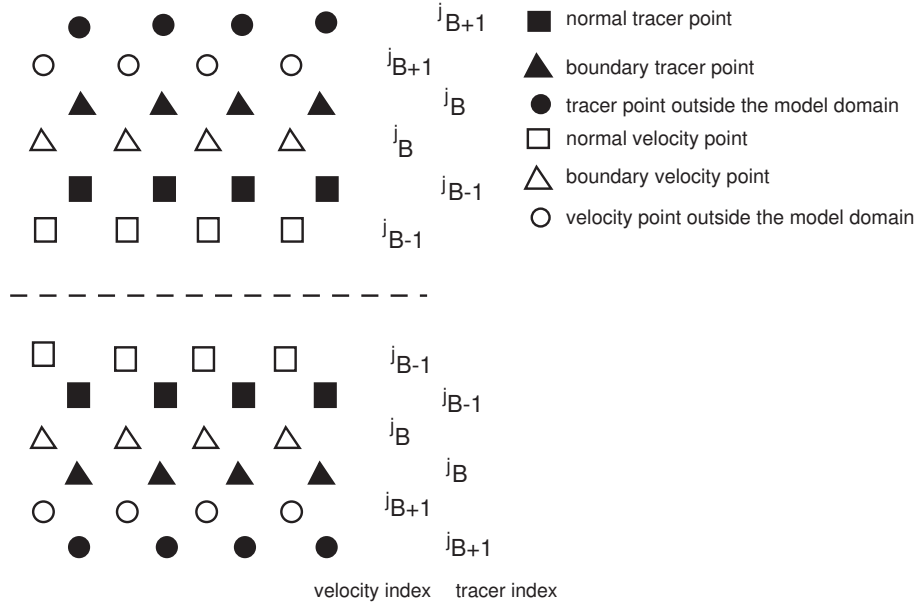 jB+1
normal tracer point
jB+1
boundary tracer point
jB
tracer point outside the model domain
jB
normal velocity point
jB-1
boundary velocity point
jB-1
velocity point outside the model domain
jB-1
jB-1
jB
jB
jB+1
jB+1
velocity index tracer index